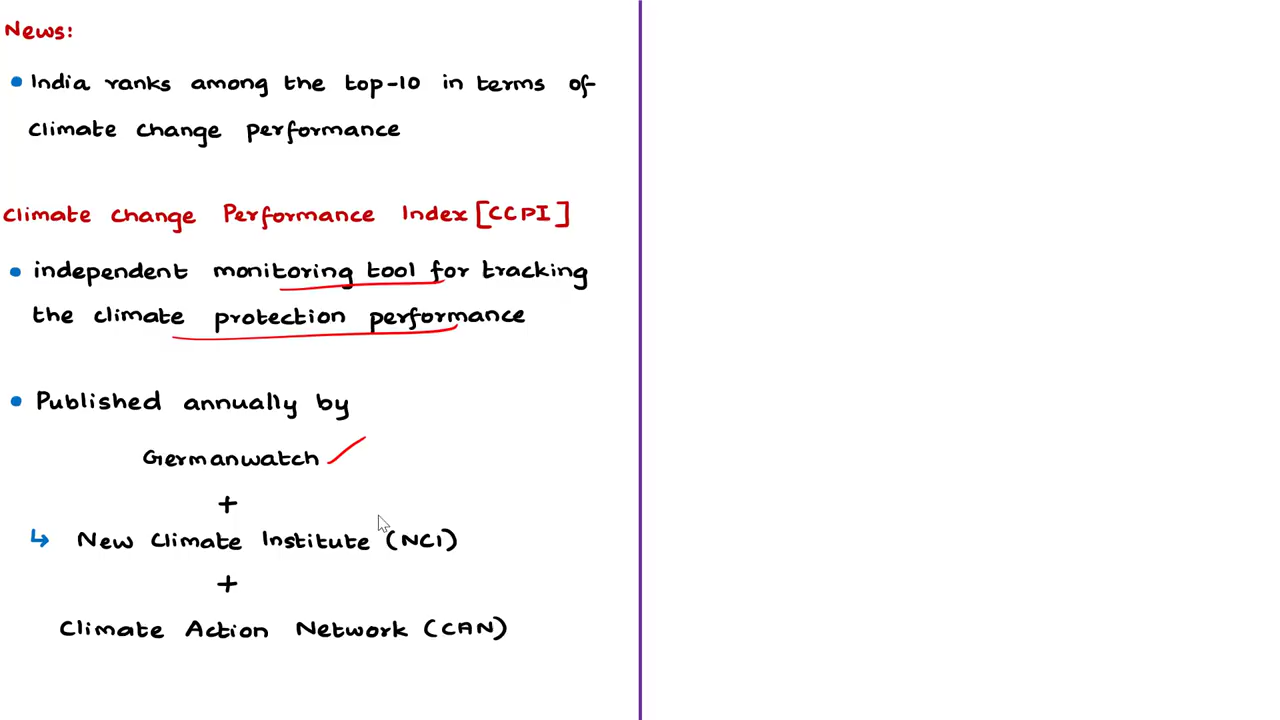 News:
• India ranks among the top-10 in terms of
climate change performance
Climate change Performance Index [CCPI]
• independent monitoring tool for tracking
the climate protection performance
• Published annually by
Germanwatch
+
↳ New Climate Institute (NCI)
+
Climate Action Network (CAN)